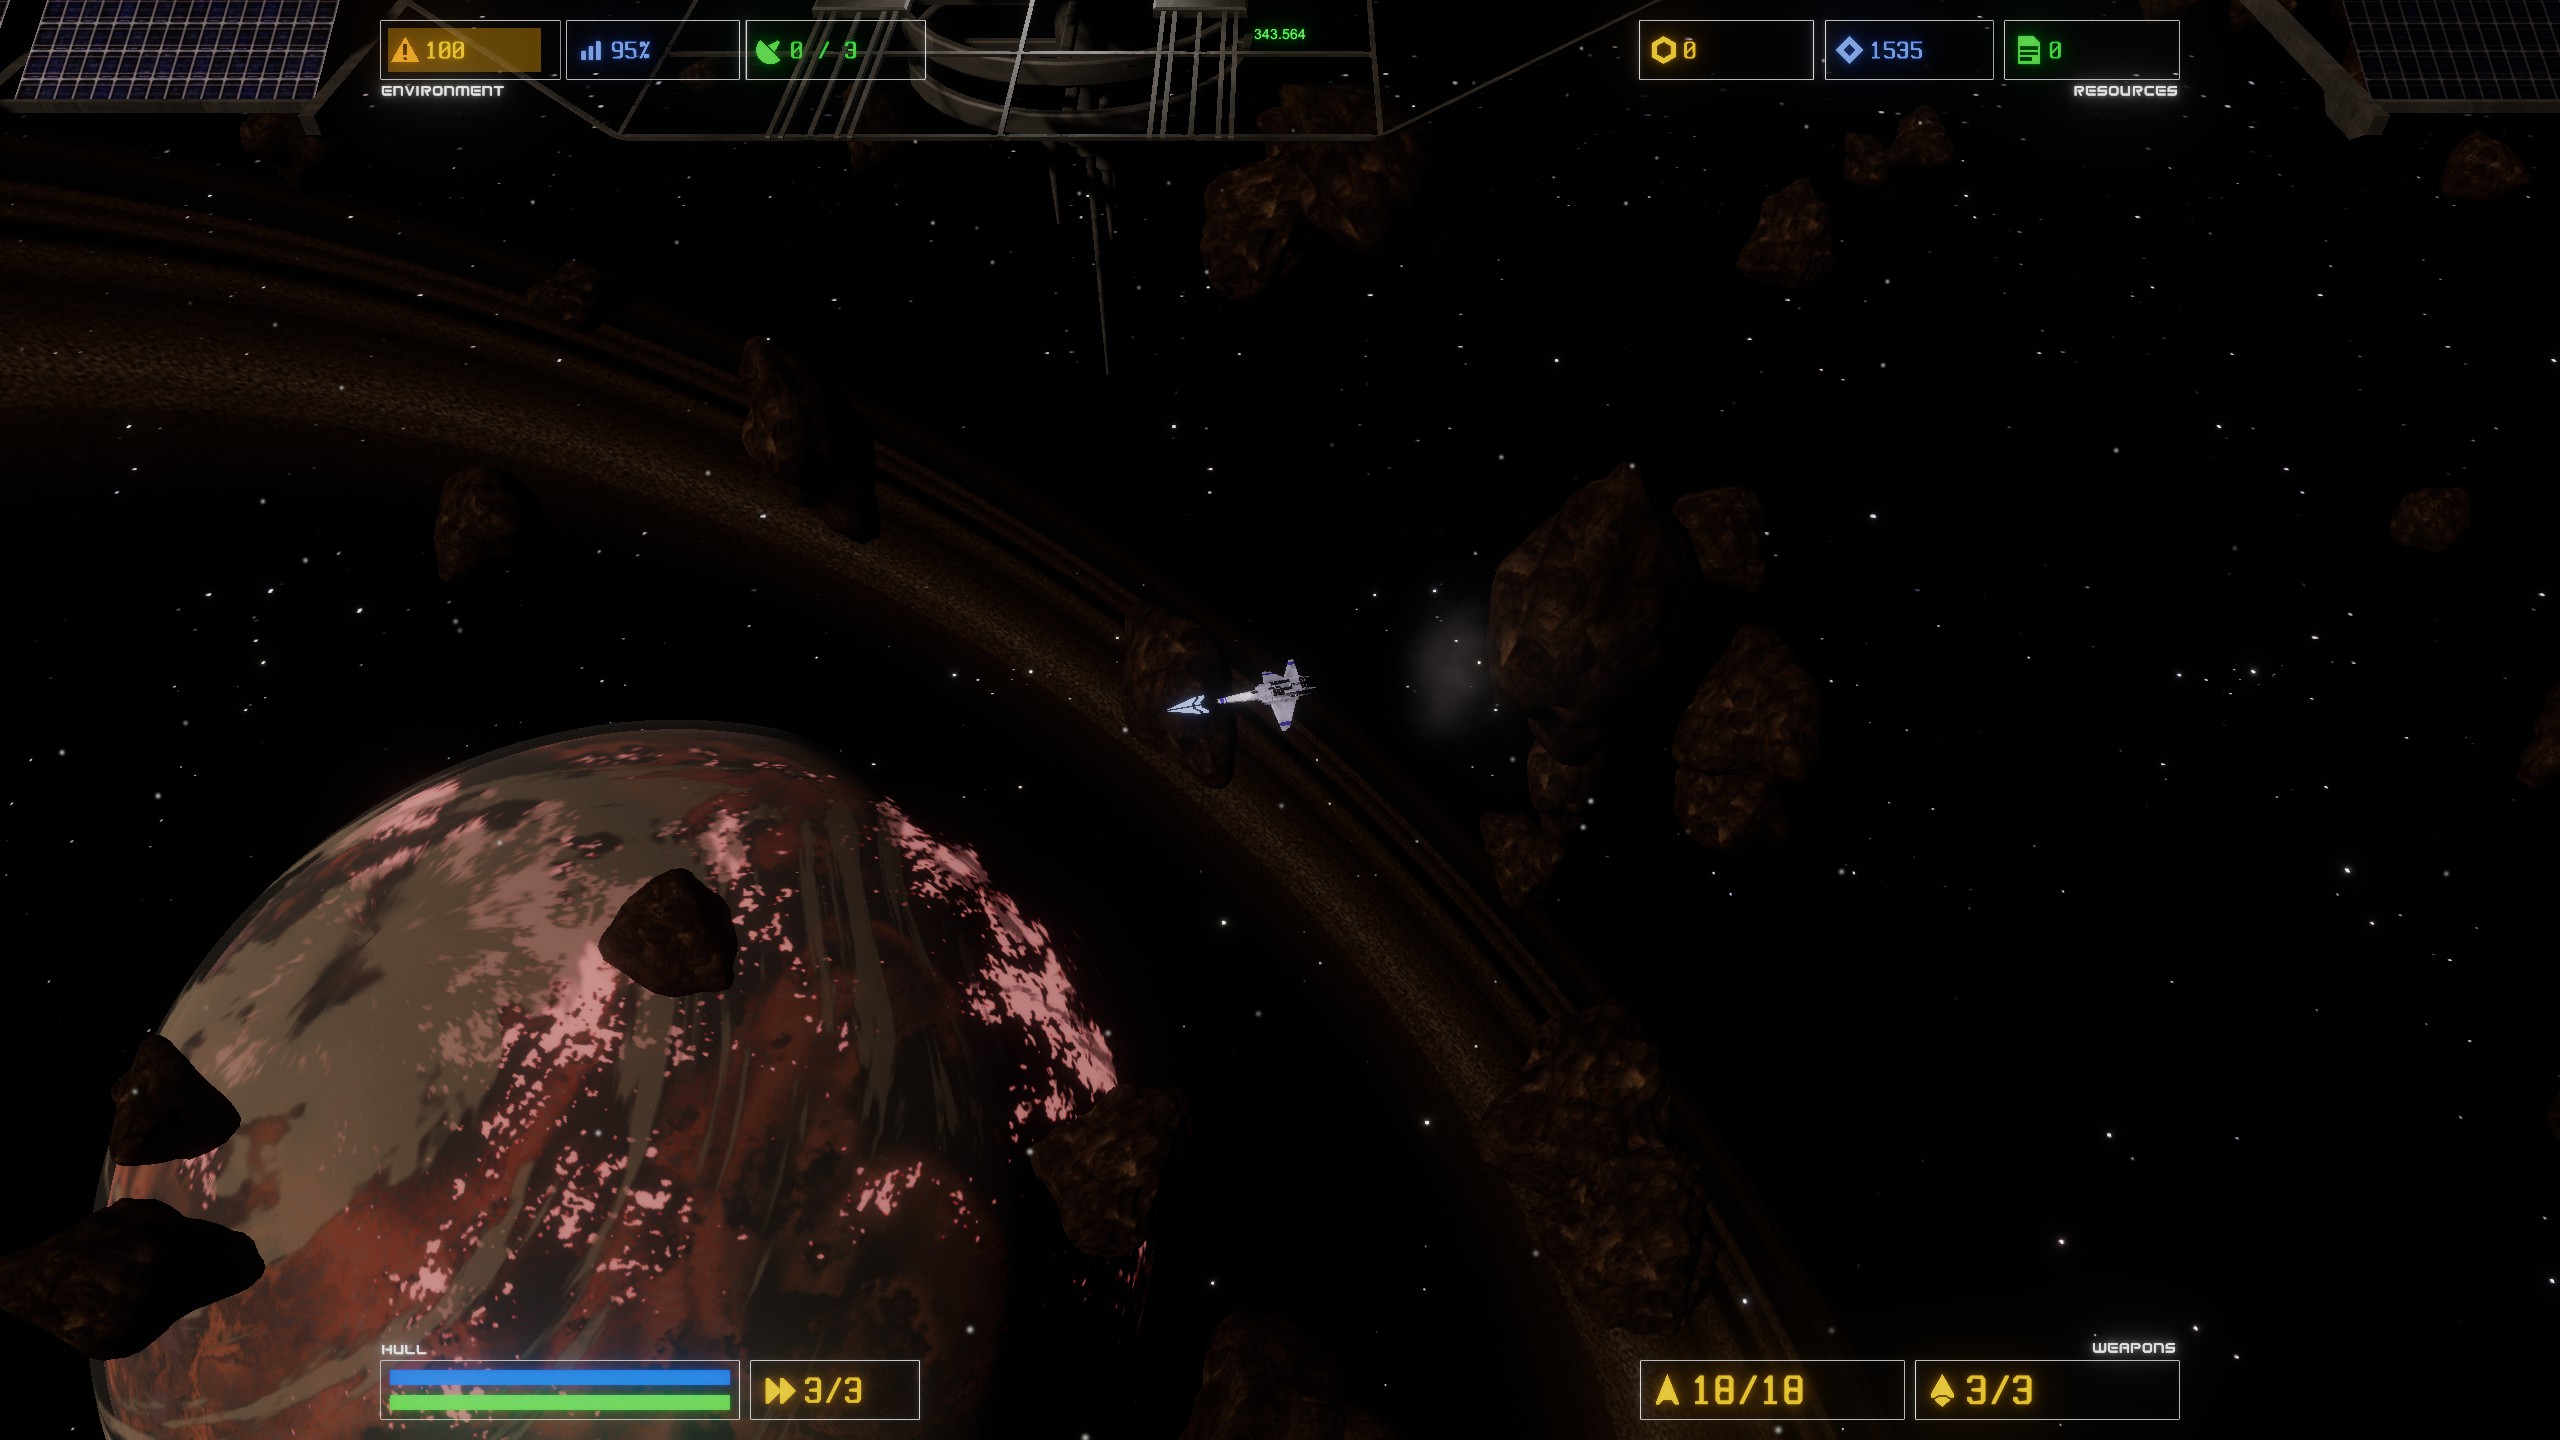 100
95%
0 / 3
343.564
0
1535
0
ENVIRONMENT
RESOURCES
HULL
3/3
WEAPONS
18/18
3/3